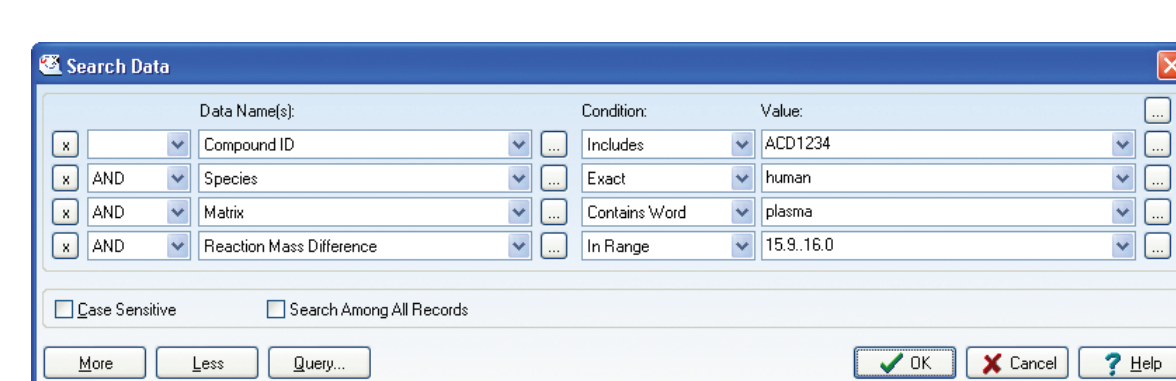 Search Data
Data Name(s): Condition: Value: ...
x Compound ID ... Includes ACD1234 ...
x AND Species ... Exact human ...
x AND Matrix ... Contains Word plasma ...
x AND Reaction Mass Difference ... In Range 15.9..16.0 ...
Case Sensitive Search Among All Records
More Less Query... OK Cancel ? Help